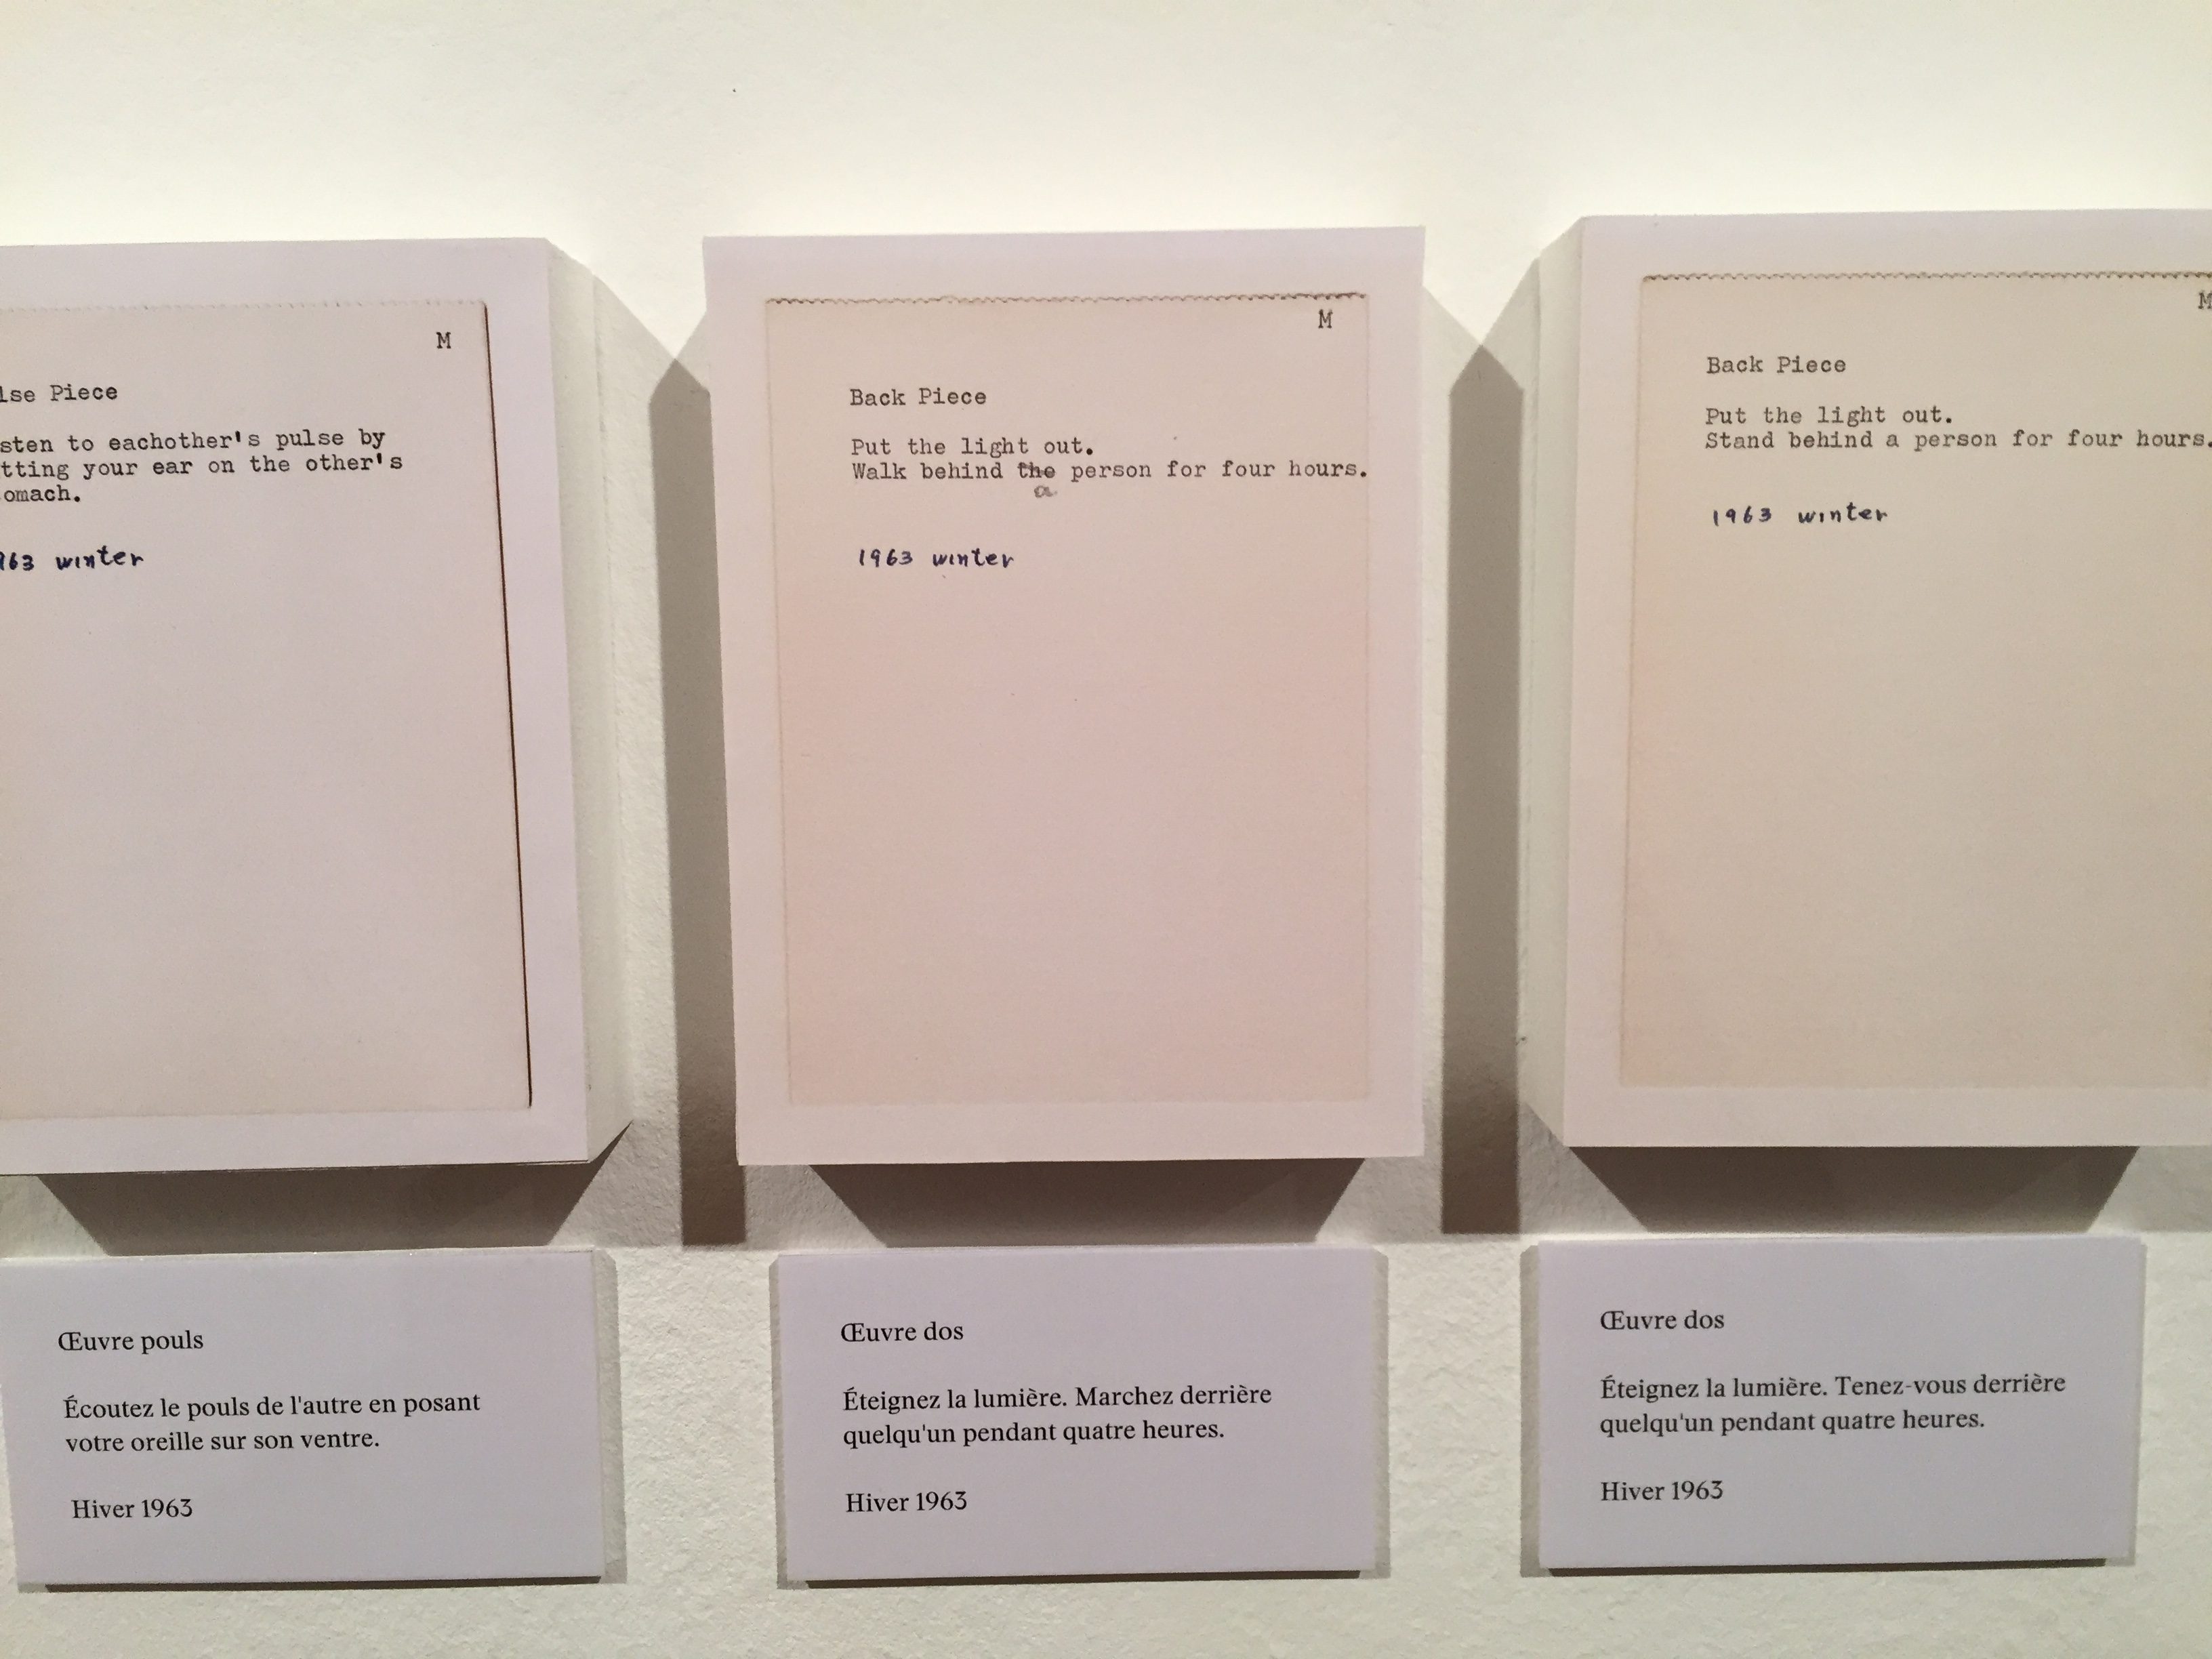 M
lse Piece
sten to eachother's pulse by
tting your ear on the other's
omach.
963 winter
M
Back Piece
Put the light out.
Walk behind the person for four hours.
a
1963 winter
M
Back Piece
Put the light out.
Stand behind a person for four hours.
1963 winter
Œuvre pouls
Écoutez le pouls de l'autre en posant
votre oreille sur son ventre.
Hiver 1963
Œuvre dos
Éteignez la lumière. Marchez derrière
quelqu'un pendant quatre heures.
Hiver 1963
Œuvre dos
Éteignez la lumière. Tenez-vous derrière
quelqu'un pendant quatre heures.
Hiver 1963